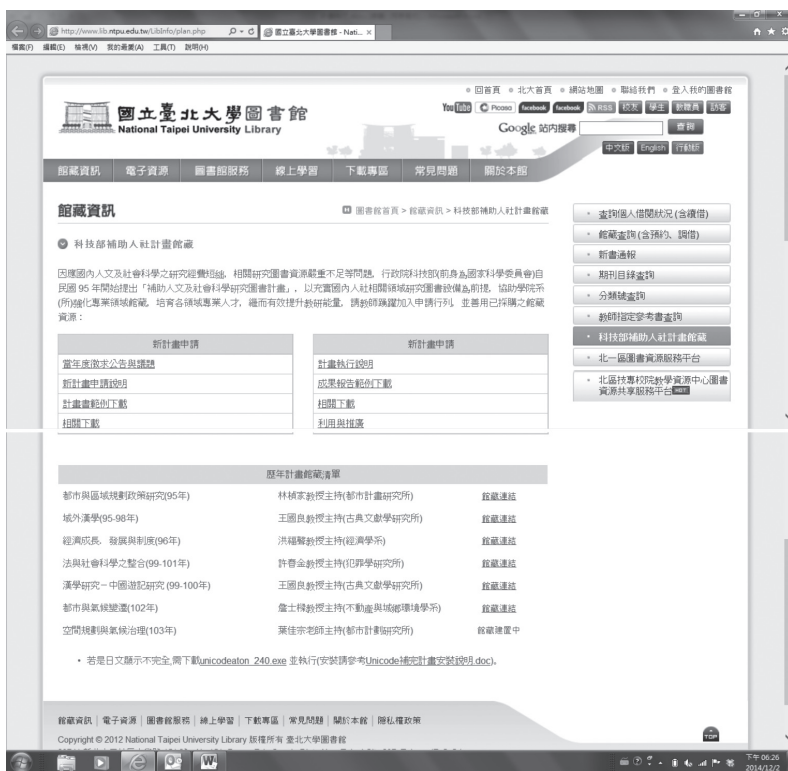 http://www.lib.ntpu.edu.tw/LibInfo/plan.php
國立臺北大學圖書館 - Nati...
檔案(F) 編輯(E) 檢視(V) 我的最愛(A) 工具(T) 說明(H)
回首頁 北大首頁 網站地圖 聯絡我們 登入我的圖書館
國立臺北大學圖書館
National Taipei University Library
YouTube Picasa facebook facebook RSS 校友 學生 教職員 訪客
Google 站內搜尋 查詢
中文版 English 行動版
館藏資訊 電子資源 圖書館服務 線上學習 下載專區 常見問題 關於本館
館藏資訊
圖書館首頁 > 館藏資訊 > 科技部補助人社計畫館藏
科技部補助人社計畫館藏
因應國內人文及社會科學之研究經費短絀，相關研究圖書資源嚴重不足等問題，行政院科技部(前身為國家科學委員會)自
民國 95 年開始提出「補助人文及社會科學研究圖書計畫」，以充實國內人社相關領域研究圖書設備為前提，協助學院系
(所)強化專業領域館藏，培育各領域專業人才，繼而有效提升教研能量，請教師踴躍加入申請行列，並善用已採購之館藏
資源：
新計畫申請
當年度徵求公告與議題
新計畫申請說明
計畫書範例下載
相關下載
新計畫申請
計畫執行說明
成果報告範例下載
相關下載
利用與推廣
查詢個人借閱狀況(含續借)
館藏查詢(含預約、調借)
新書通報
期刊目錄查詢
分類號查詢
教師指定參考書查詢
科技部補助人社計畫館藏
北一區圖書資源服務平台
北區技專校院教學資源中心圖書
資源共享服務平台 HOT
歷年計畫館藏清單
都市與區域規劃政策研究(95年) 林楨家教授主持(都市計畫研究所) 館藏連結
域外漢學(95-98年) 王國良教授主持(古典文獻學研究所) 館藏連結
經濟成長、發展與制度(96年) 洪福聲教授主持(經濟學系) 館藏連結
法與社會科學之整合(99-101年) 許春金教授主持(犯罪學研究所) 館藏連結
漢學研究－中國遊記研究 (99-100年) 王國良教授主持(古典文獻學研究所) 館藏連結
都市與氣候變遷(102年) 詹士樑教授主持(不動產與城鄉環境學系) 館藏連結
空間規劃與氣候治理(103年) 葉佳宗老師主持(都市計劃研究所) 館藏建置中
若是日文顯示不完全,需下載unicodeaton_240.exe 並執行(安裝請參考Unicode補完計畫安裝說明.doc)。
館藏資訊│電子資源│圖書館服務│線上學習│下載專區│常見問題│關於本館│隱私權政策
Copyright © 2012 National Taipei University Library 版權所有 臺北大學圖書館
TOP
下午 06:26
2014/12/2